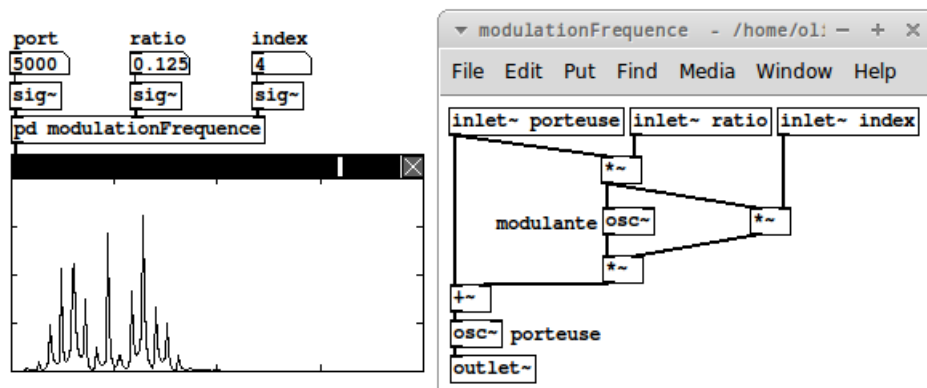 port ratio index
5000 0.125 4
sig~ sig~ sig~
pd modulationFrequence
modulationFrequence - /home/ol
File Edit Put Find Media Window Help
inlet~ porteuse inlet~ ratio inlet~ index
*~
modulante osc~ *~
*~
+~
osc~ porteuse
outlet~